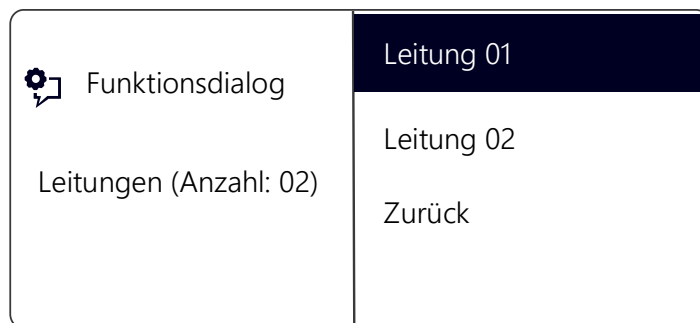 Funktionsdialog
Leitungen (Anzahl: 02)
Leitung 01
Leitung 02
Zurück